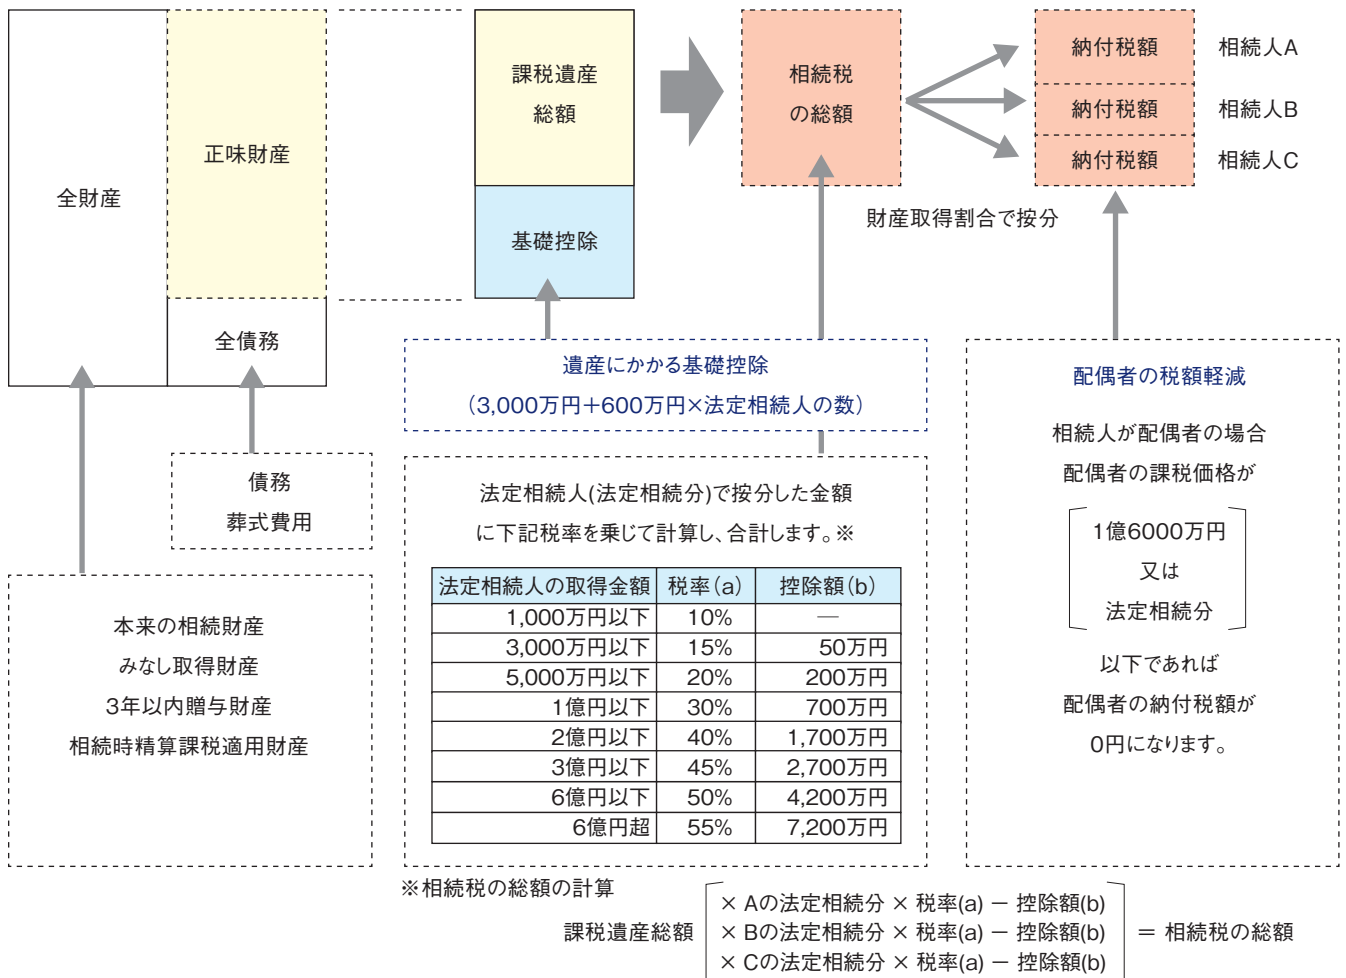 全財産
正味財産
全債務
課税遺産
総額
基礎控除
相続税
の総額
納付税額 相続人A
納付税額 相続人B
納付税額 相続人C
財産取得割合で按分
債務
葬式費用
本来の相続財産
みなし取得財産
3年以内贈与財産
相続時精算課税適用財産
遺産にかかる基礎控除
（3,000万円＋600万円×法定相続人の数）
法定相続人(法定相続分)で按分した金額
に下記税率を乗じて計算し、合計します。※
法定相続人の取得金額 税率（a） 控除額（b）
1,000万円以下 10% ―
3,000万円以下 15% 50万円
5,000万円以下 20% 200万円
1億円以下 30% 700万円
2億円以下 40% 1,700万円
3億円以下 45% 2,700万円
6億円以下 50% 4,200万円
6億円超 55% 7,200万円
配偶者の税額軽減
相続人が配偶者の場合
配偶者の課税価格が
1億6000万円
又は
法定相続分
以下であれば
配偶者の納付税額が
0円になります。
※相続税の総額の計算
課税遺産総額
× Aの法定相続分 × 税率(a) － 控除額(b)
× Bの法定相続分 × 税率(a) － 控除額(b)
× Cの法定相続分 × 税率(a) － 控除額(b)
＝ 相続税の総額